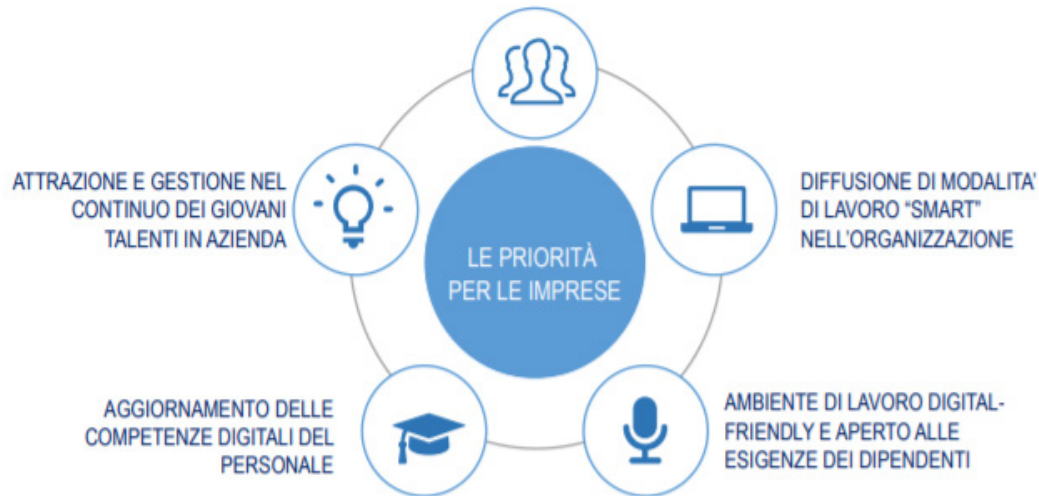 ATTRAZIONE E GESTIONE NEL
CONTINUO DEI GIOVANI
TALENTI IN AZIENDA
DIFFUSIONE DI MODALITA'
DI LAVORO “SMART”
NELL'ORGANIZZAZIONE
LE PRIORITÀ
PER LE IMPRESE
AGGIORNAMENTO DELLE
COMPETENZE DIGITALI DEL
PERSONALE
AMBIENTE DI LAVORO DIGITAL-
FRIENDLY E APERTO ALLE
ESIGENZE DEI DIPENDENTI